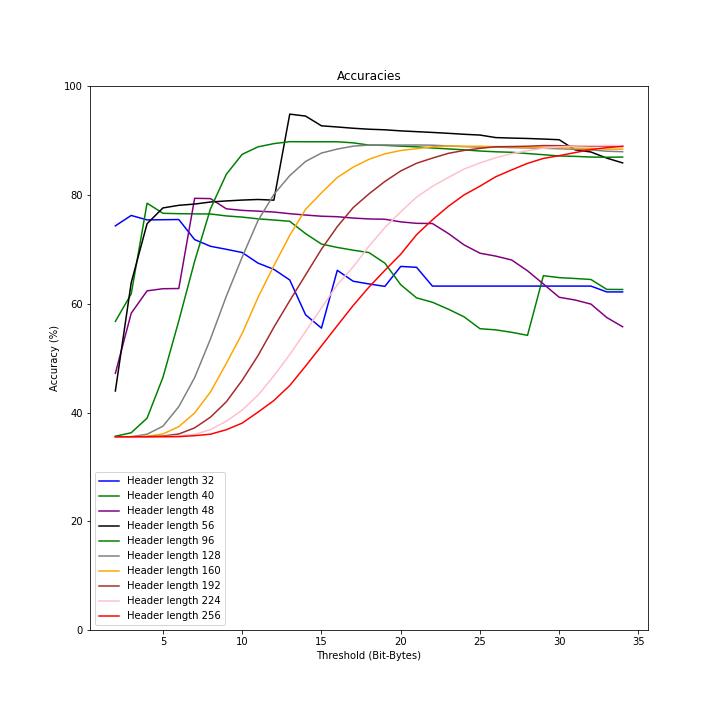 Accuracies
100
80
60
40
20
0
Accuracy (%)
Header length 32
Header length 40
Header length 48
Header length 56
Header length 96
Header length 128
Header length 160
Header length 192
Header length 224
Header length 256
5 10 15 20 25 30 35
Threshold (Bit-Bytes)